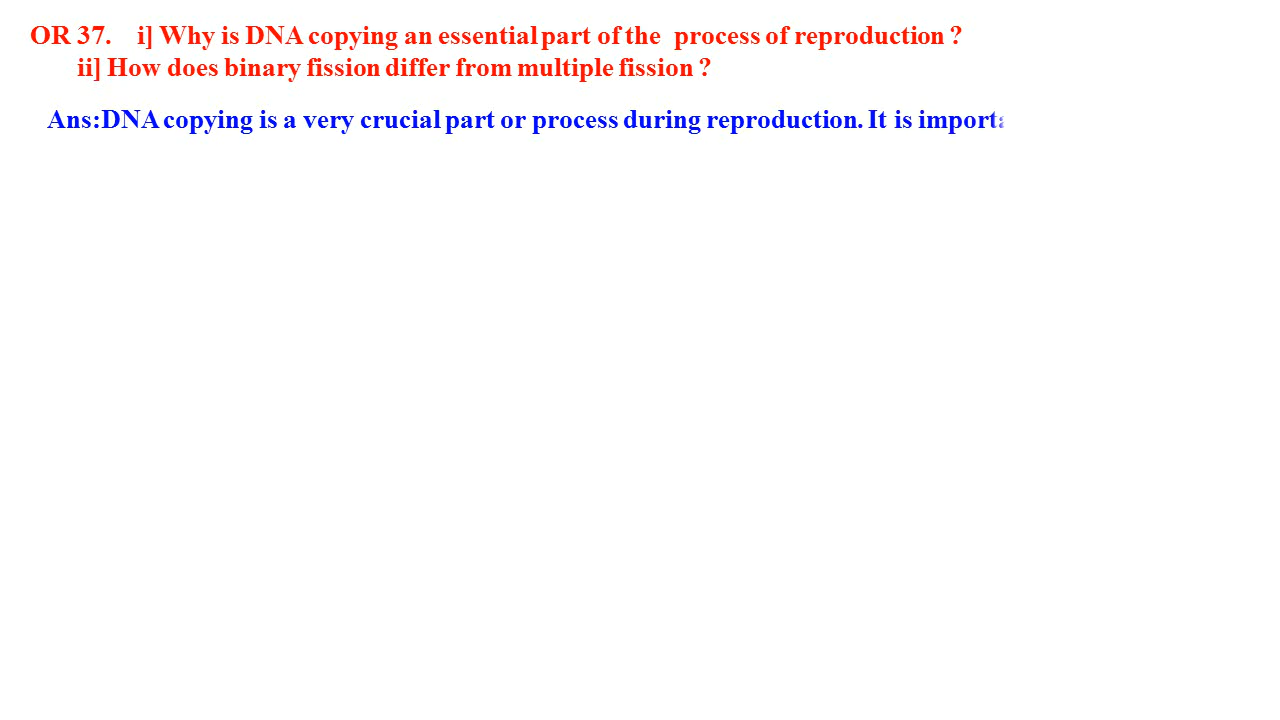 OR 37. i] Why is DNA copying an essential part of the process of reproduction ?
ii] How does binary fission differ from multiple fission ?
Ans:DNA copying is a very crucial part or process during reproduction. It is